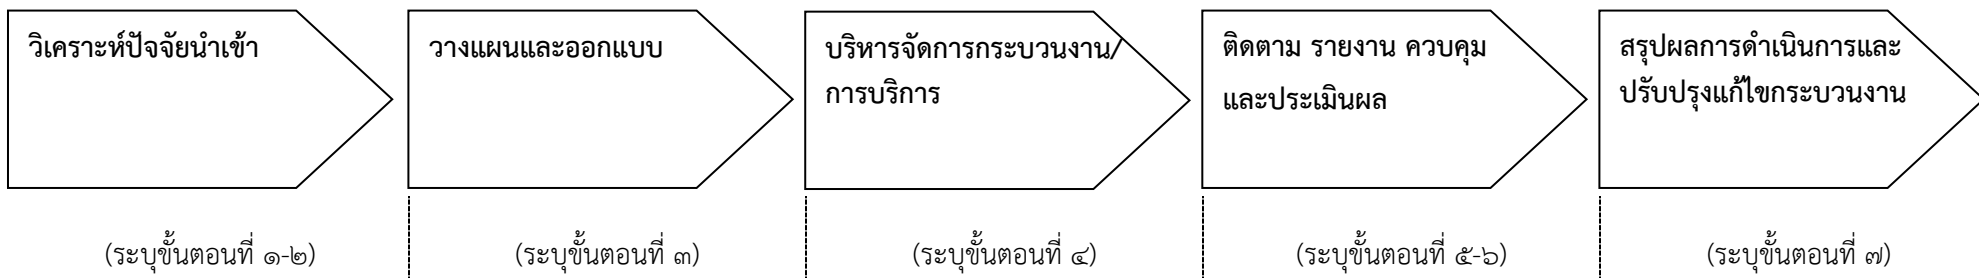 วิเคราะห์ปัจจัยนำเข้า
วางแผนและออกแบบ
บริหารจัดการกระบวนงาน/
การบริการ
ติดตาม รายงาน ควบคุม
และประเมินผล
สรุปผลการดำเนินการและ
ปรับปรุงแก้ไขกระบวนงาน
(ระบุขั้นตอนที่ ๑-๒)
(ระบุขั้นตอนที่ ๓)
(ระบุขั้นตอนที่ ๔)
(ระบุขั้นตอนที่ ๕-๖)
(ระบุขั้นตอนที่ ๗)